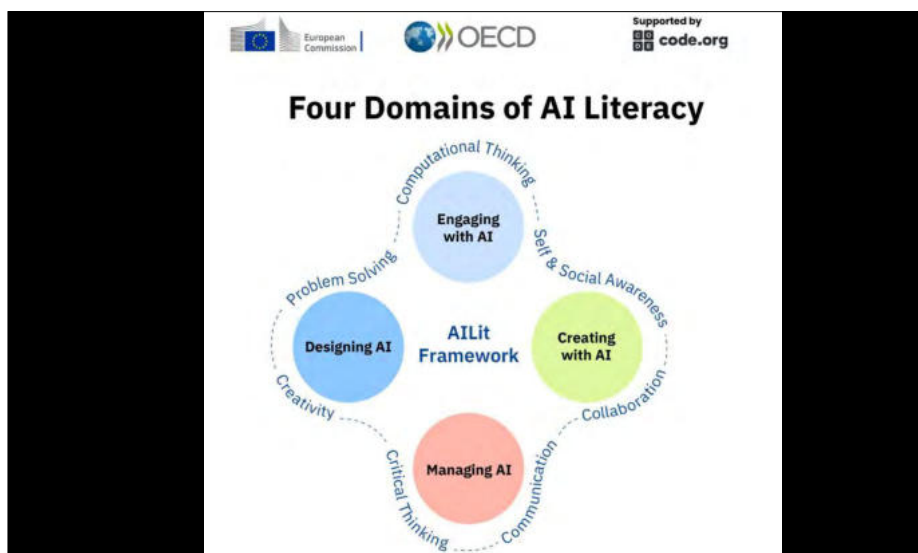 European
Commission
OECD
Supported by
code.org
Four Domains of AI Literacy
Computational Thinking
Engaging
with AI
Self & Social Awareness
Problem Solving
Designing AI
AILit
Framework
Creating
with AI
Creativity
Collaboration
Managing AI
Critical Thinking
Communication